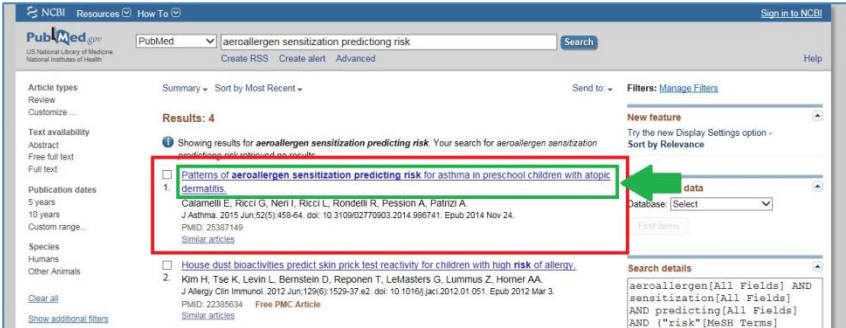 NCBI Resources How To Sign in to NCBI
PubMed.gov
US National Library of Medicine
National Institutes of Health
PubMed aeroallergen sensitization predictiong risk Search
Create RSS Create alert Advanced Help
Article types
Review
Customize ...
Text availability
Abstract
Free full text
Full text
Publication dates
5 years
10 years
Custom range...
Species
Humans
Other Animals
Clear all
Show additional filters
Summary Sort by Most Recent Send to:
Results: 4
Showing results for aeroallergen sensitization predicting risk. Your search for aeroallergen sensitization
predictiong risk retrieved no results
1. Patterns of aeroallergen sensitization predicting risk for asthma in preschool children with atopic
dermatitis.
Calamelli E, Ricci G, Neri I, Ricci L, Rondelli R, Pession A, Patrizi A.
J Asthma. 2015 Jun;52(5):458-64. doi: 10.3109/02770903.2014.986741. Epub 2014 Nov 24.
PMID: 25387149
Similar articles
2. House dust bioactivities predict skin prick test reactivity for children with high risk of allergy.
Kim H, Tse K, Levin L, Bernstein D, Reponen T, LeMasters G, Lummus Z, Horner AA.
J Allergy Clin Immunol. 2012 Jun;129(6):1529-37.e2. doi: 10.1016/j.jaci.2012.01.051. Epub 2012 Mar 3.
PMID: 22385634 Free PMC Article
Similar articles
Filters: Manage Filters
New feature
Try the new Display Settings option -
Sort by Relevance
data
Database: Select
Find items
Search details
aeroallergen[All Fields] AND
sensitization[All Fields]
AND predicting[All Fields]
AND ("risk"[MeSH Terms]